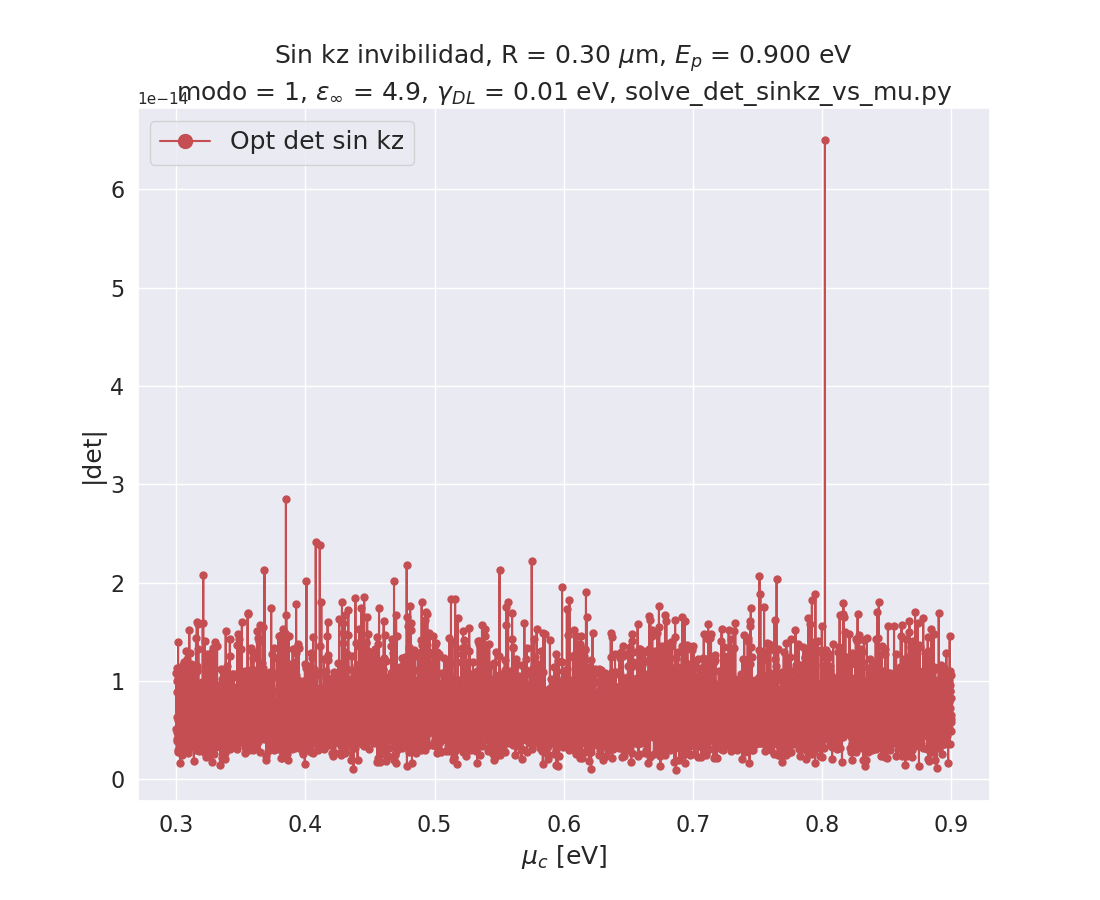 Sin kz invibilidad, R = 0.30 μm, E_p = 0.900 eV
modo = 1, ε_∞ = 4.9, γ_DL = 0.01 eV, solve_det_sinkz_vs_mu.py
1e−14
Opt det sin kz
6
5
4
3
2
1
0
|det|
0.3 0.4 0.5 0.6 0.7 0.8 0.9
μ_c [eV]